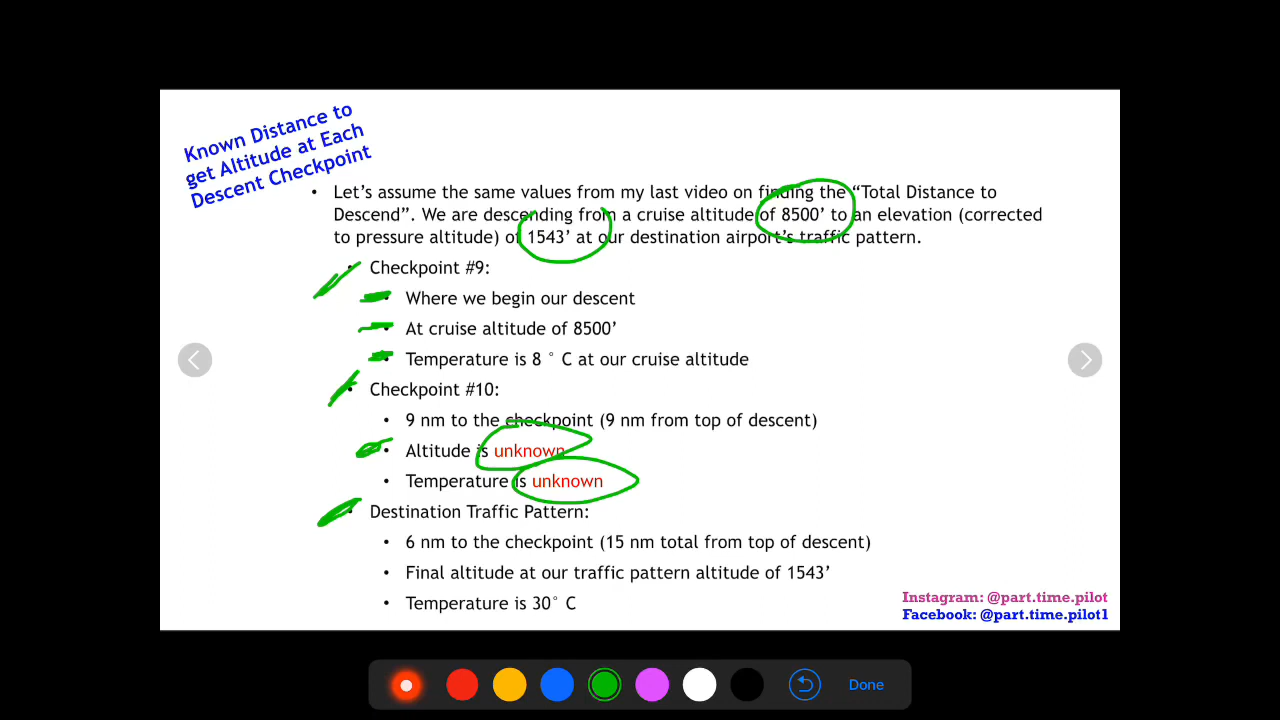 Known Distance to
get Altitude at Each
Descent Checkpoint
• Let’s assume the same values from my last video on finding the “Total Distance to
Descend”. We are descending from a cruise altitude of 8500’ to an elevation (corrected
to pressure altitude) of 1543’ at our destination airport’s traffic pattern.
• Checkpoint #9:
• Where we begin our descent
• At cruise altitude of 8500’
• Temperature is 8 ° C at our cruise altitude
• Checkpoint #10:
• 9 nm to the checkpoint (9 nm from top of descent)
• Altitude is unknown
• Temperature is unknown
• Destination Traffic Pattern:
• 6 nm to the checkpoint (15 nm total from top of descent)
• Final altitude at our traffic pattern altitude of 1543’
• Temperature is 30° C
Instagram: @part.time.pilot
Facebook: @part.time.pilot1
Done